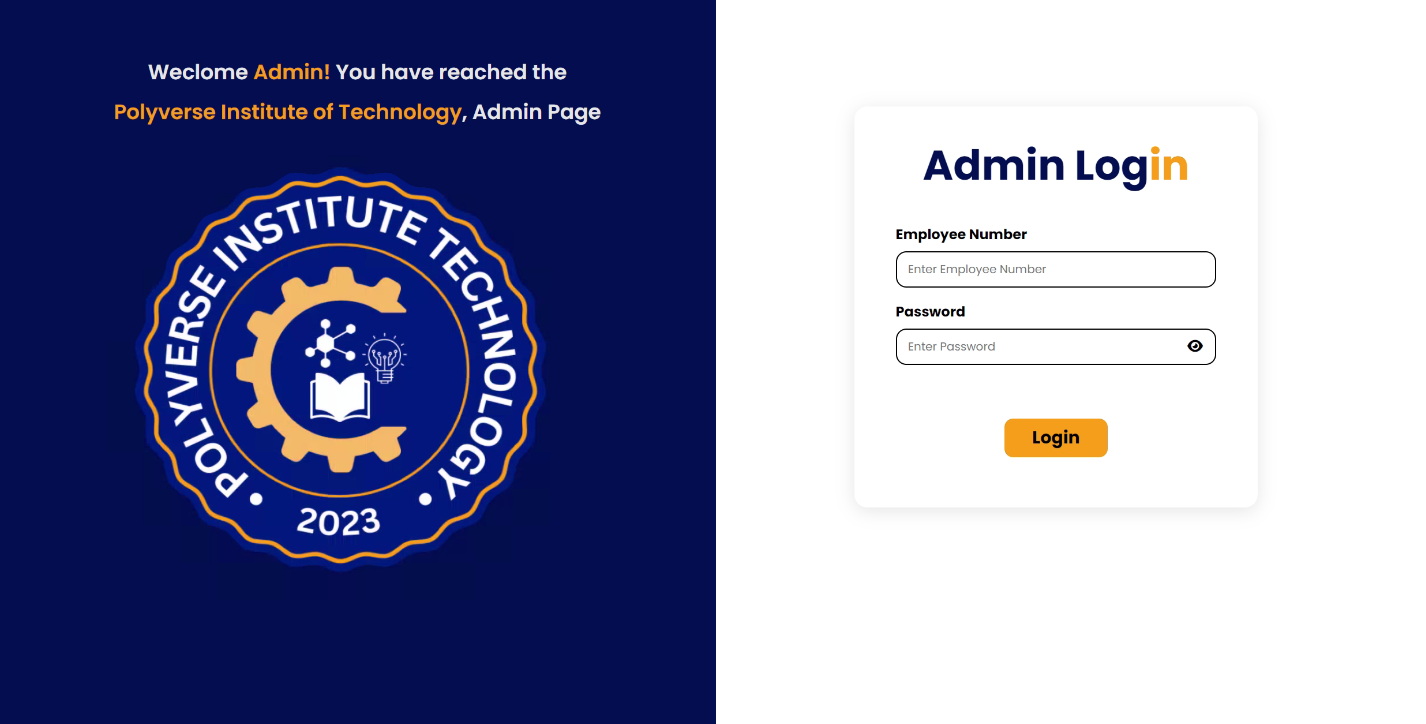 Weclome Admin! You have reached the
Polyverse Institute of Technology, Admin Page
POLYVERSE INSTITUTE TECHNOLOGY
2023
Admin Login
Employee Number
Enter Employee Number
Password
Enter Password
Login